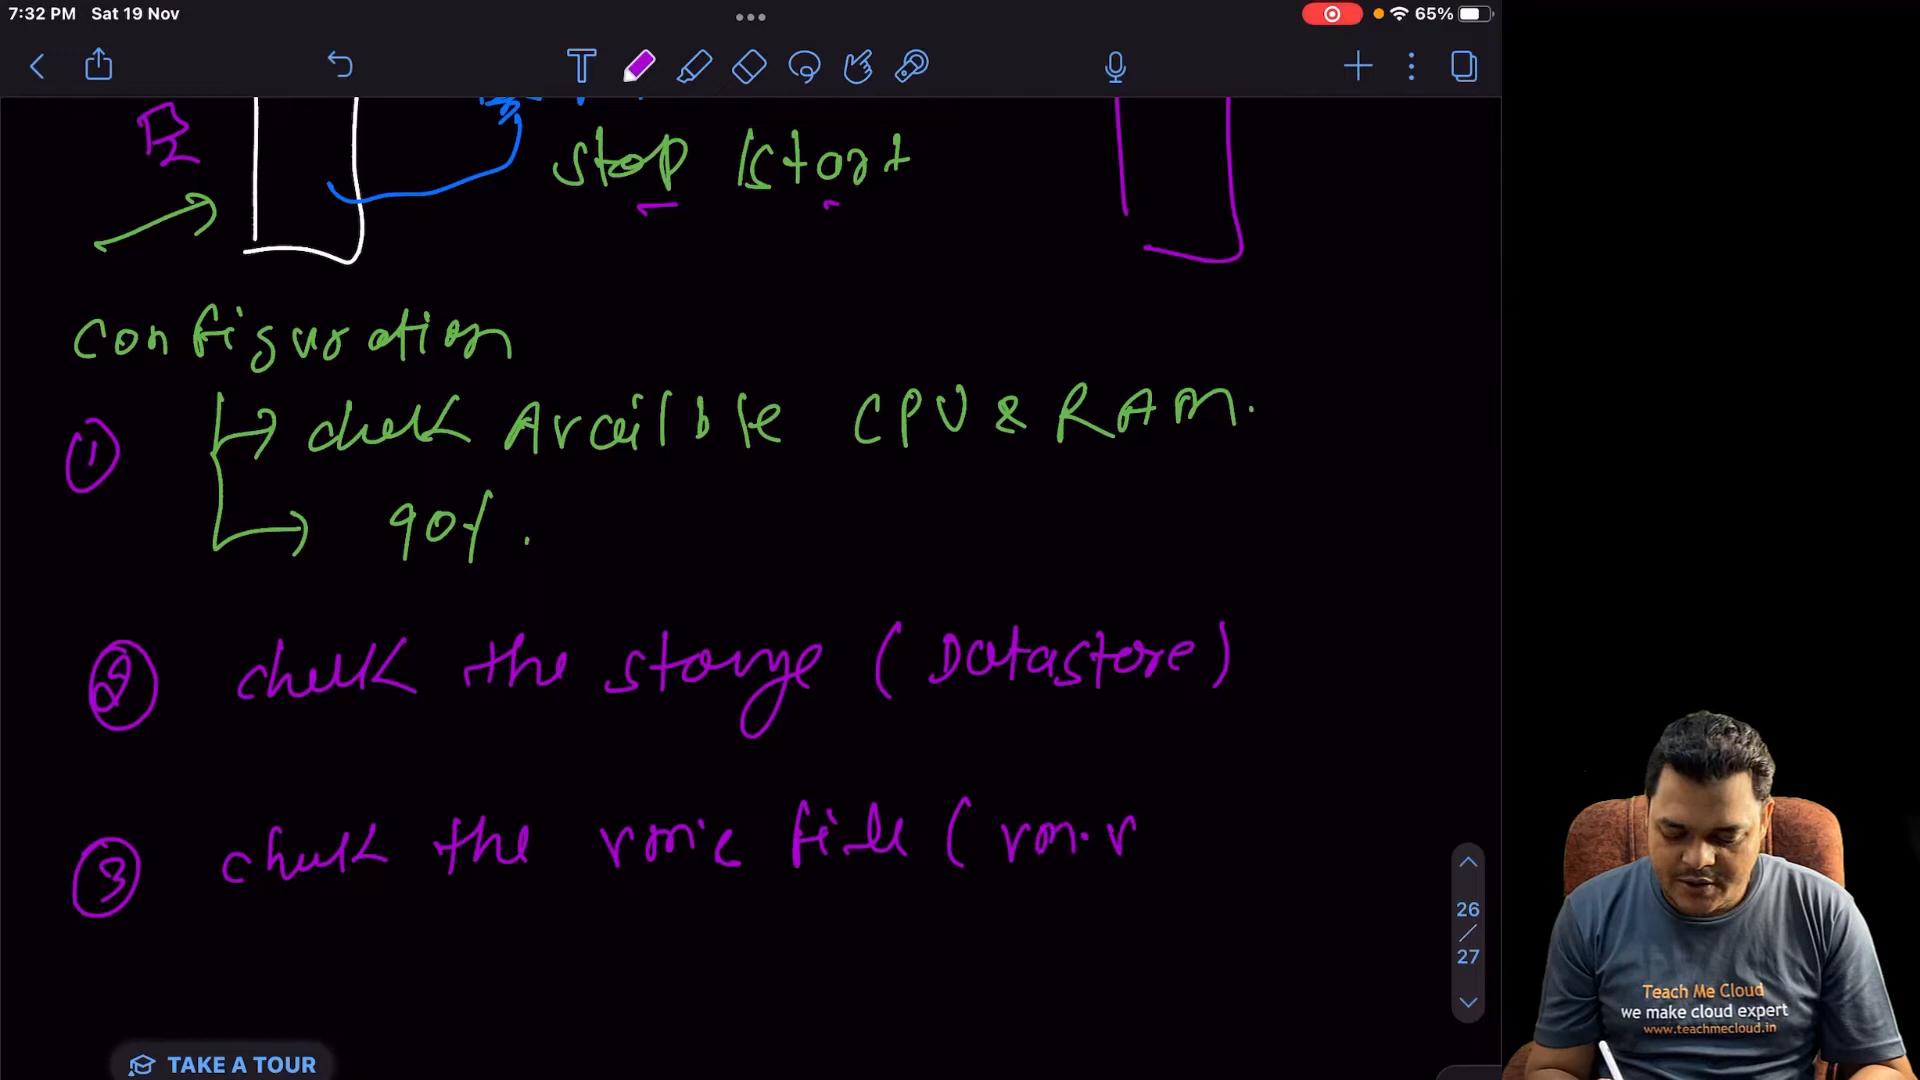 7:32 PM Sat 19 Nov
65%
stop start
Configuration
① check Availble CPU & RAM.
90%.
② check the storage (Datastore)
③ check the vmic file (vm.v
26
/
27
Teach Me Cloud
we make cloud expert
www.teachmecloud.in
TAKE A TOUR